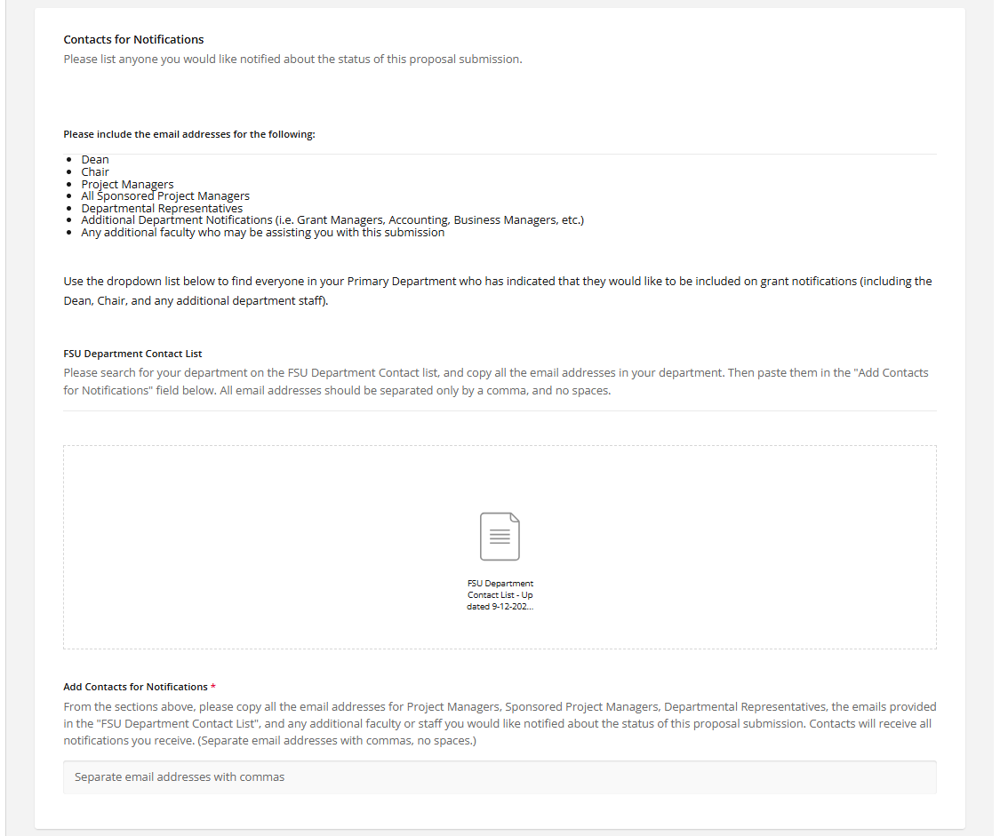 Contacts for Notifications
Please list anyone you would like notified about the status of this proposal submission.
Please include the email addresses for the following:
• Dean
• Chair
• Project Managers
• All Sponsored Project Managers
• Departmental Representatives
• Additional Department Notifications (i.e. Grant Managers, Accounting, Business Managers, etc.)
• Any additional faculty who may be assisting you with this submission
Use the dropdown list below to find everyone in your Primary Department who has indicated that they would like to be included on grant notifications (including the
Dean, Chair, and any additional department staff).
FSU Department Contact List
Please search for your department on the FSU Department Contact list, and copy all the email addresses in your department. Then paste them in the "Add Contacts
for Notifications" field below. All email addresses should be separated only by a comma, and no spaces.
FSU Department
Contact List - Up
dated 9-12-202...
Add Contacts for Notifications *
From the sections above, please copy all the email addresses for Project Managers, Sponsored Project Managers, Departmental Representatives, the emails provided
in the "FSU Department Contact List", and any additional faculty or staff you would like notified about the status of this proposal submission. Contacts will receive all
notifications you receive. (Separate email addresses with commas, no spaces.)
Separate email addresses with commas